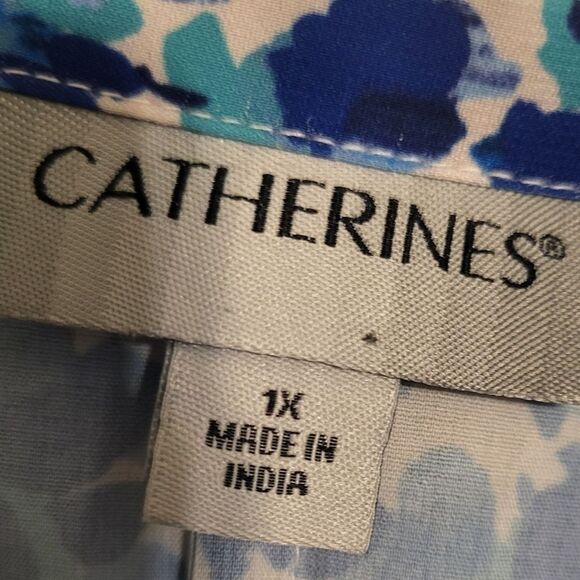 CATHERINES®
1X
MADE IN
INDIA